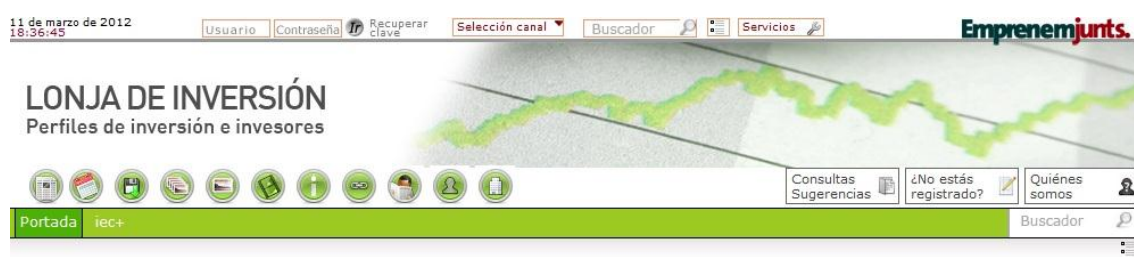 11 de marzo de 2012
18:36:45
Usuario
Contraseña
Ir
Recuperar
clave
Selección canal
Buscador
Servicios
Emprenemjunts.
LONJA DE INVERSIÓN
Perfiles de inversión e invesores
Consultas
Sugerencias
¿No estás
registrado?
Quiénes
somos
Portada iec+
Buscador